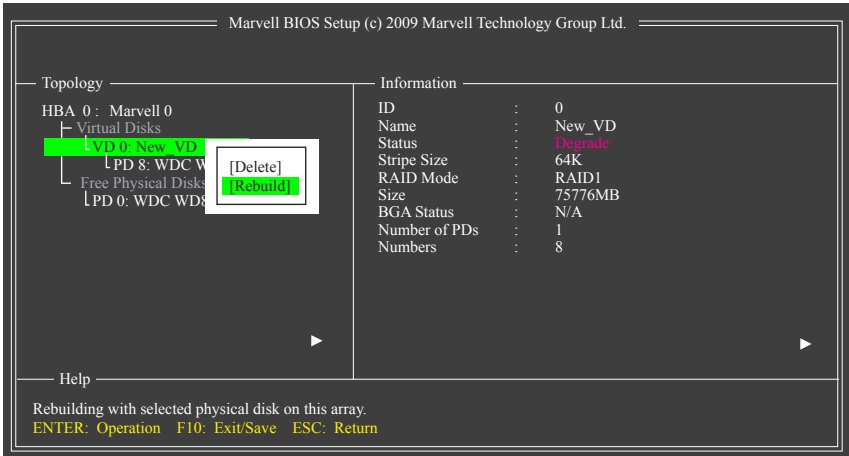 Marvell BIOS Setup (c) 2009 Marvell Technology Group Ltd.
Topology
HBA 0 : Marvell 0
Virtual Disks
VD 0: New_VD
PD 8: WDC
Free Physical Disks
PD 0: WDC
[Delete]
[Rebuild]
Information
ID : 0
Name : New_VD
Status : Degrade
Stripe Size : 64K
RAID Mode : RAID1
Size : 75776MB
BGA Status : N/A
Number of PDs : 1
Numbers : 8
Help
Rebuilding with selected physical disk on this array.
ENTER: Operation F10: Exit/Save ESC: Return